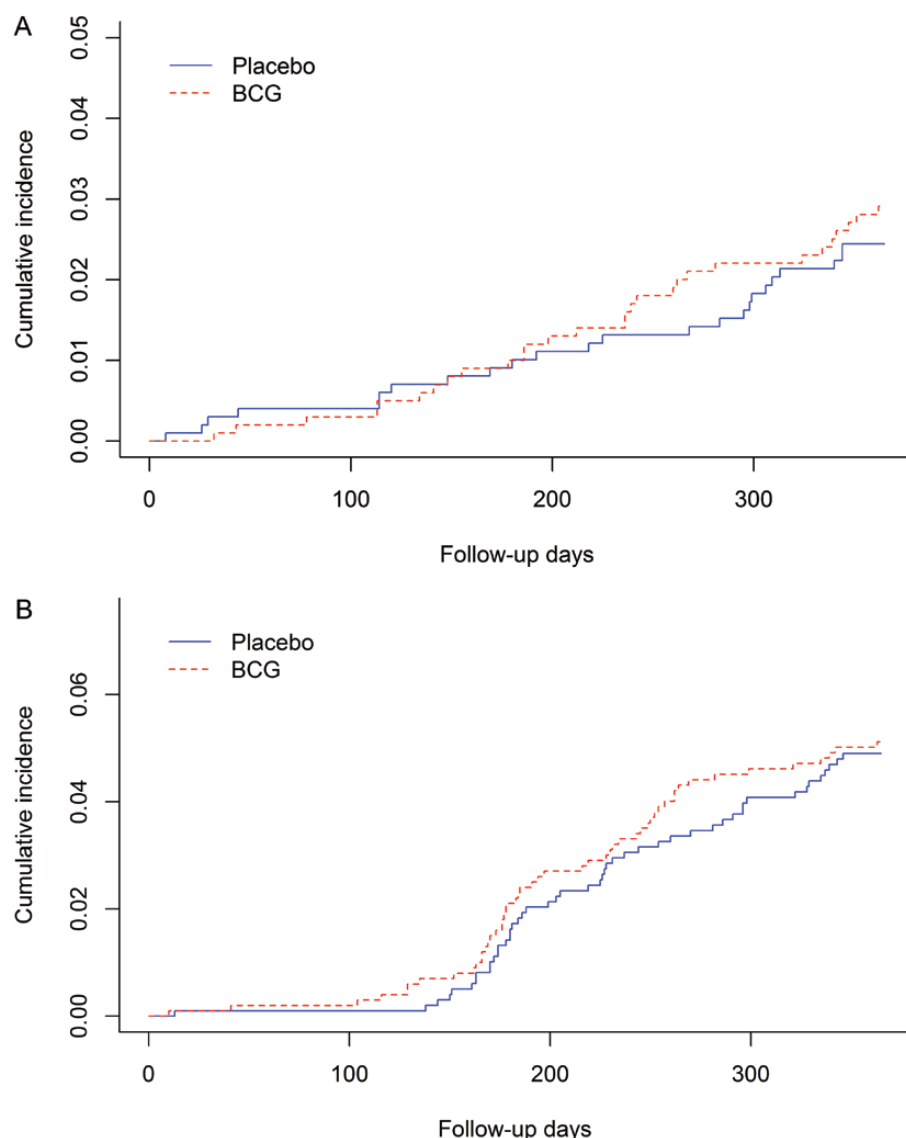 A
Placebo
BCG
0.05
0.04
0.03
0.02
0.01
0.00
Cumulative incidence
0 100 200 300
Follow-up days
B
Placebo
BCG
0.06
0.04
0.02
0.00
Cumulative incidence
0 100 200 300
Follow-up days